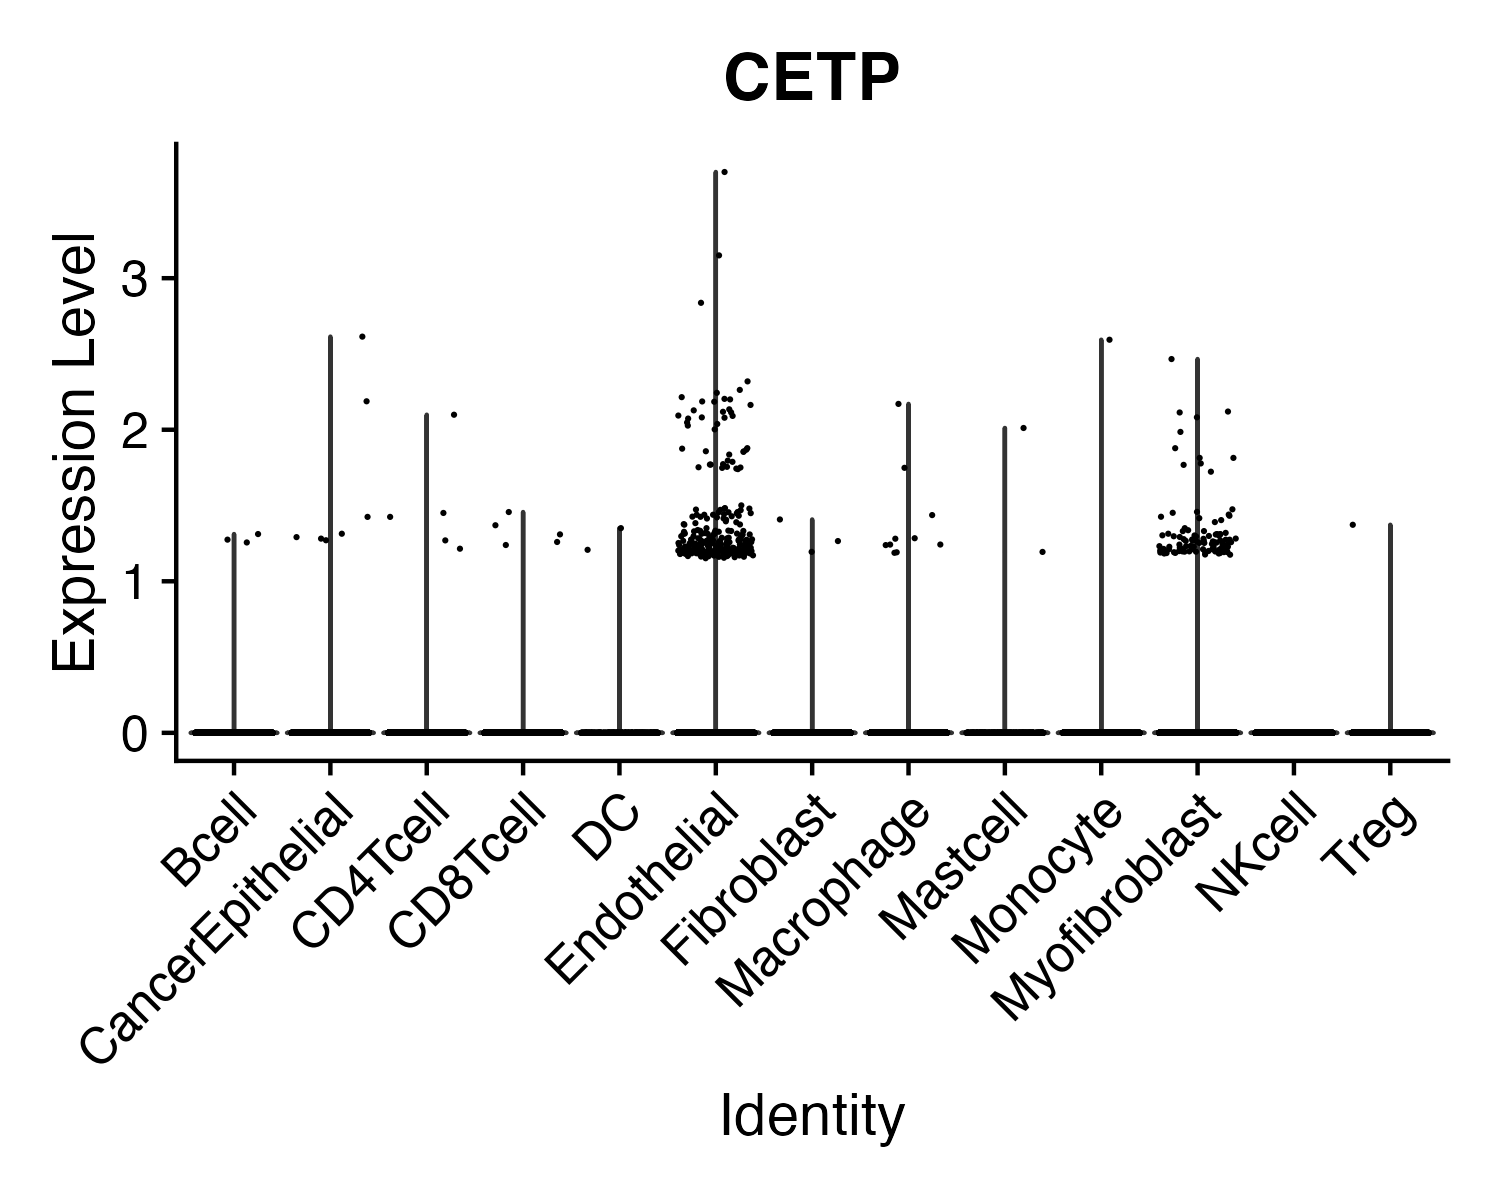 CETP
Expression Level
3
2
1
0
Bcell
CancerEpithelial
CD4Tcell
CD8Tcell
DC
Endothelial
Fibroblast
Macrophage
Mastcell
Monocyte
Myofibroblast
NKcell
Treg
Identity